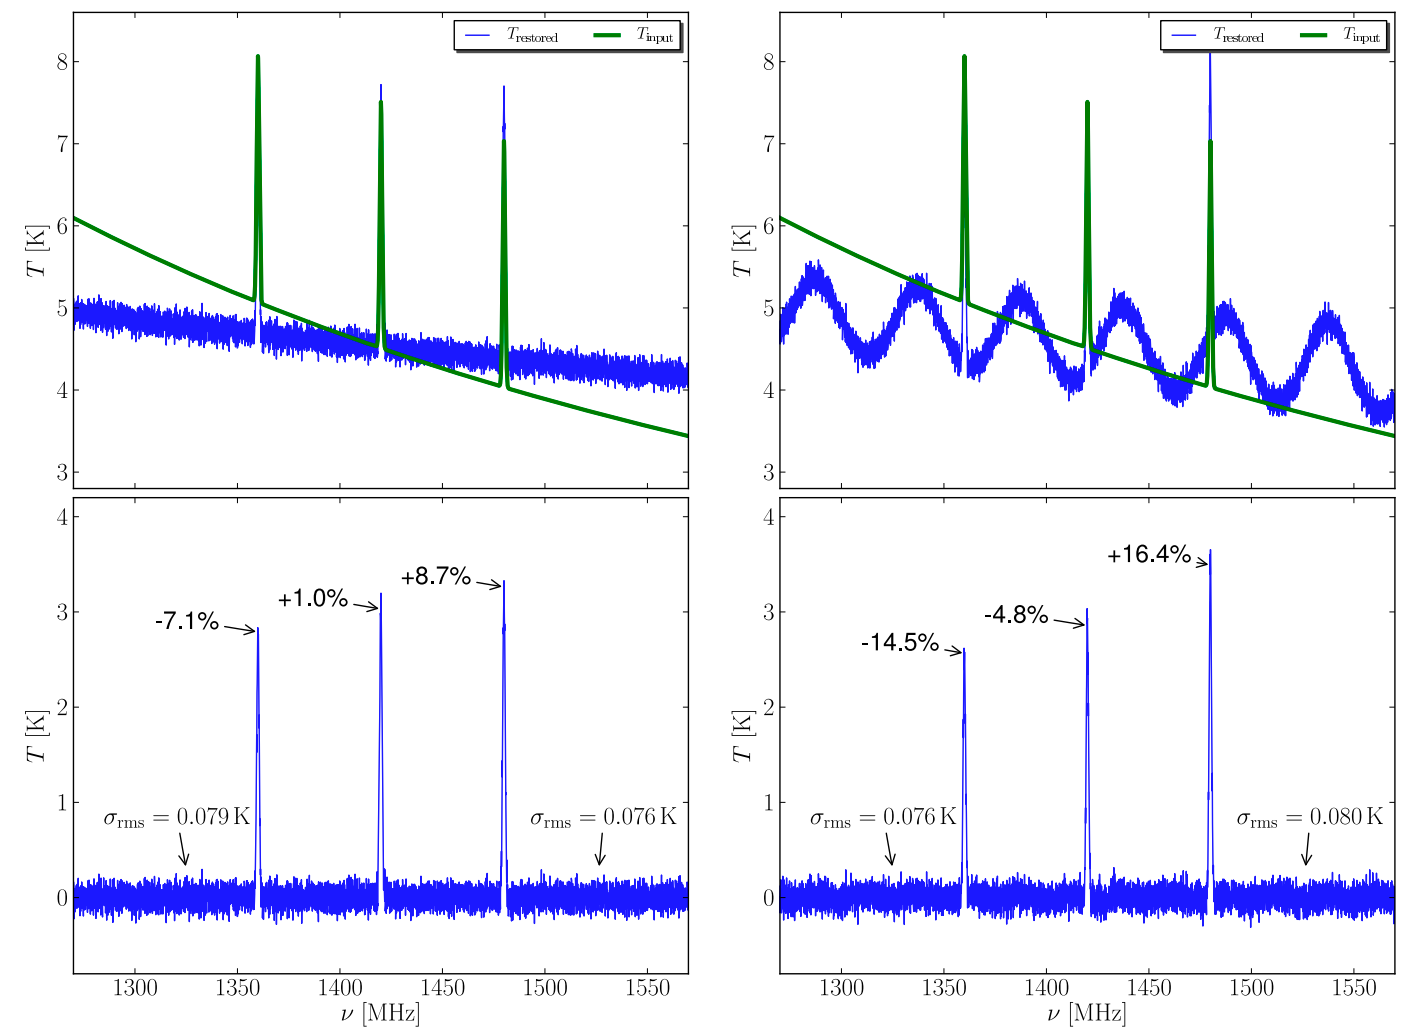 T_restored T_input
T [K]
8
7
6
5
4
3
T_restored T_input
T [K]
8
7
6
5
4
3
T [K]
4
3
2
1
0
-7.1%
+1.0%
+8.7%
σ_rms = 0.079 K
σ_rms = 0.076 K
1300 1350 1400 1450 1500 1550
ν [MHz]
T [K]
4
3
2
1
0
-14.5%
-4.8%
+16.4%
σ_rms = 0.076 K
σ_rms = 0.080 K
1300 1350 1400 1450 1500 1550
ν [MHz]